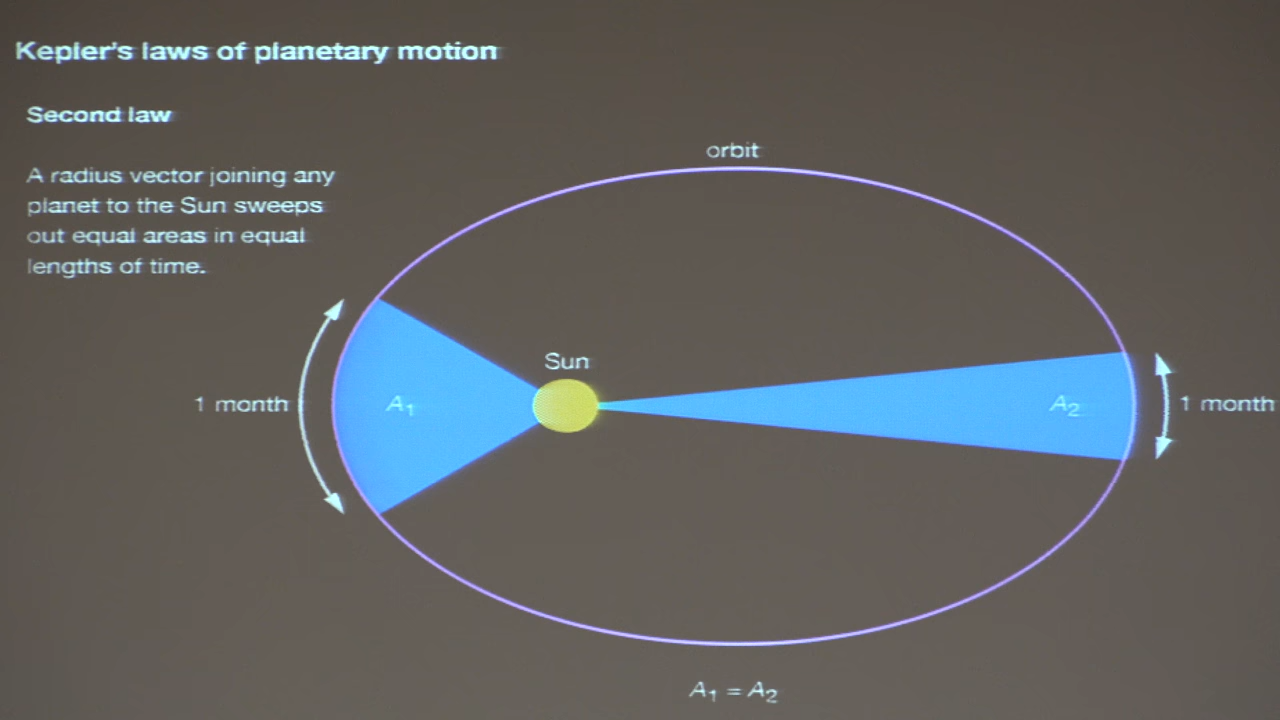 Kepler's laws of planetary motion
Second law
A radius vector joining any
planet to the Sun sweeps
out equal areas in equal
lengths of time.
orbit
Sun
1 month
A₁
A₂
1 month
A₁ = A₂